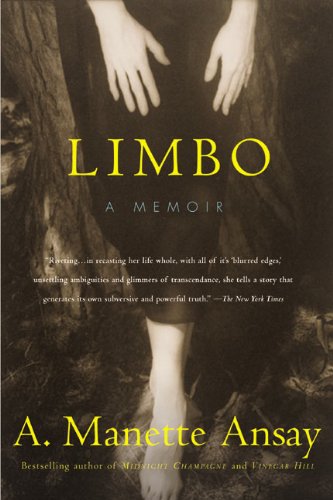 LIMBO
A MEMOIR
"Riveting...in recasting her life whole, with all of it's 'blurred edges,'
unsettling ambiguities and glimmers of transcendance, she tells a story that
generates its own subversive and powerful truth." —The New York Times
A. Manette Ansay
Bestselling author of MIDNIGHT CHAMPAGNE and VINEGAR HILL